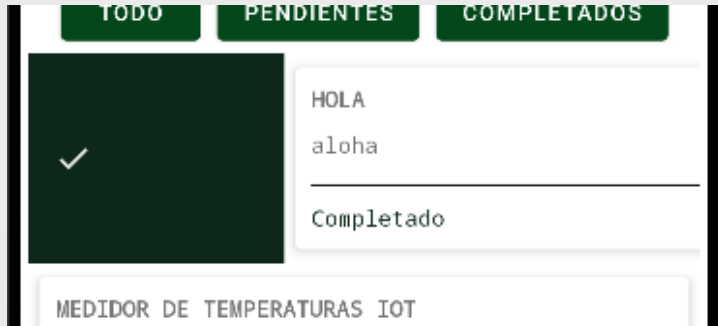 TODO
PENDIENTES
COMPLETADOS
HOLA
aloha
Completado
MEDIDOR DE TEMPERATURAS IOT